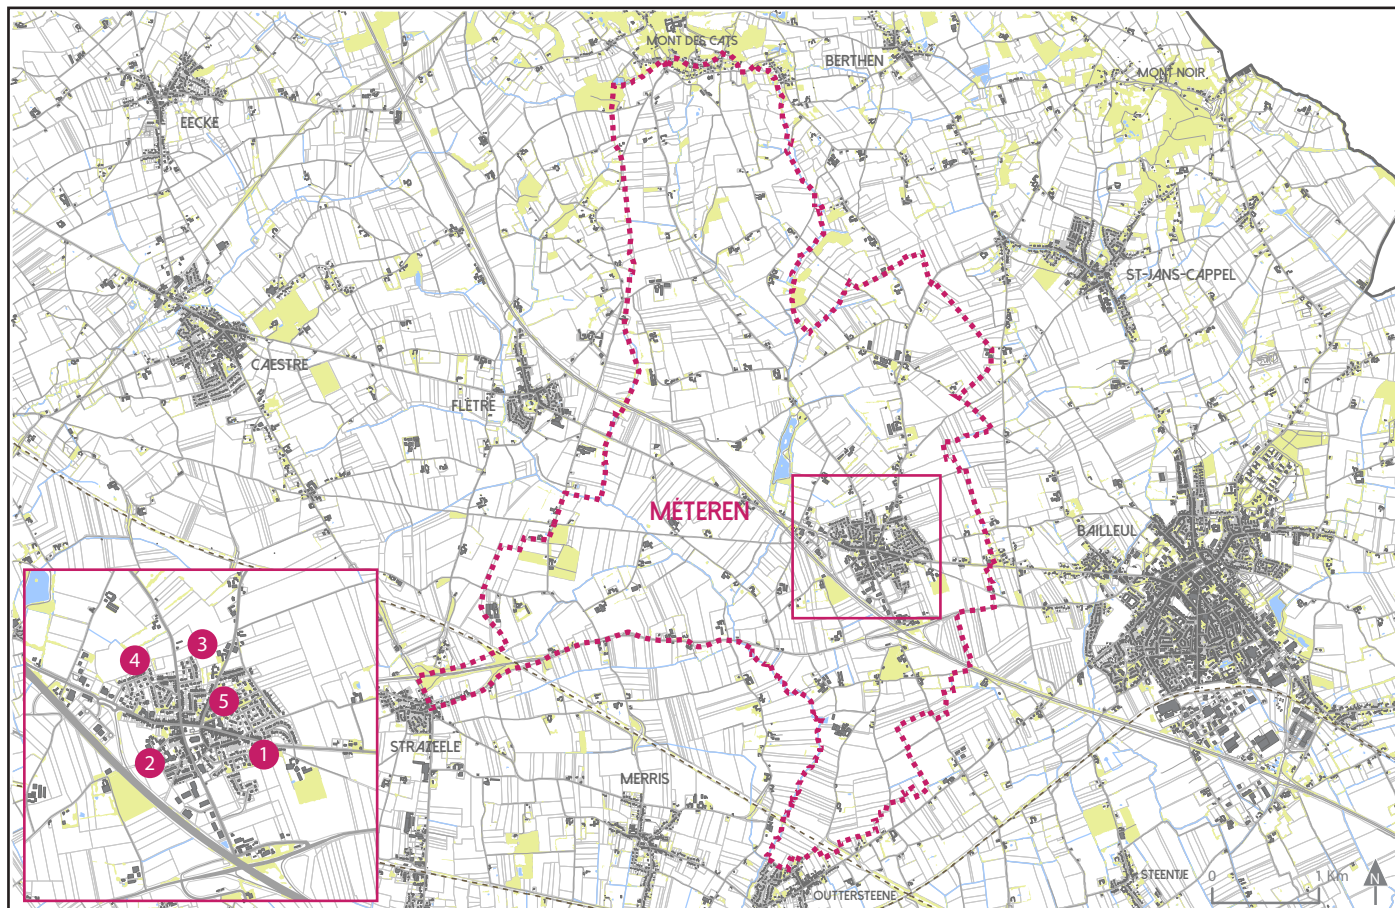 MONT DES CATS
BERTHEN
MONT NOIR
EECKE
ST-JANS-CAPPEL
CAESTRE
FLÊTRE
MÉTEREN
BAILLEUL
3
4
5
1
2
STRAZEELE
MERRIS
STEENTJE
OUTTERSTEENE
0 1 Km
N